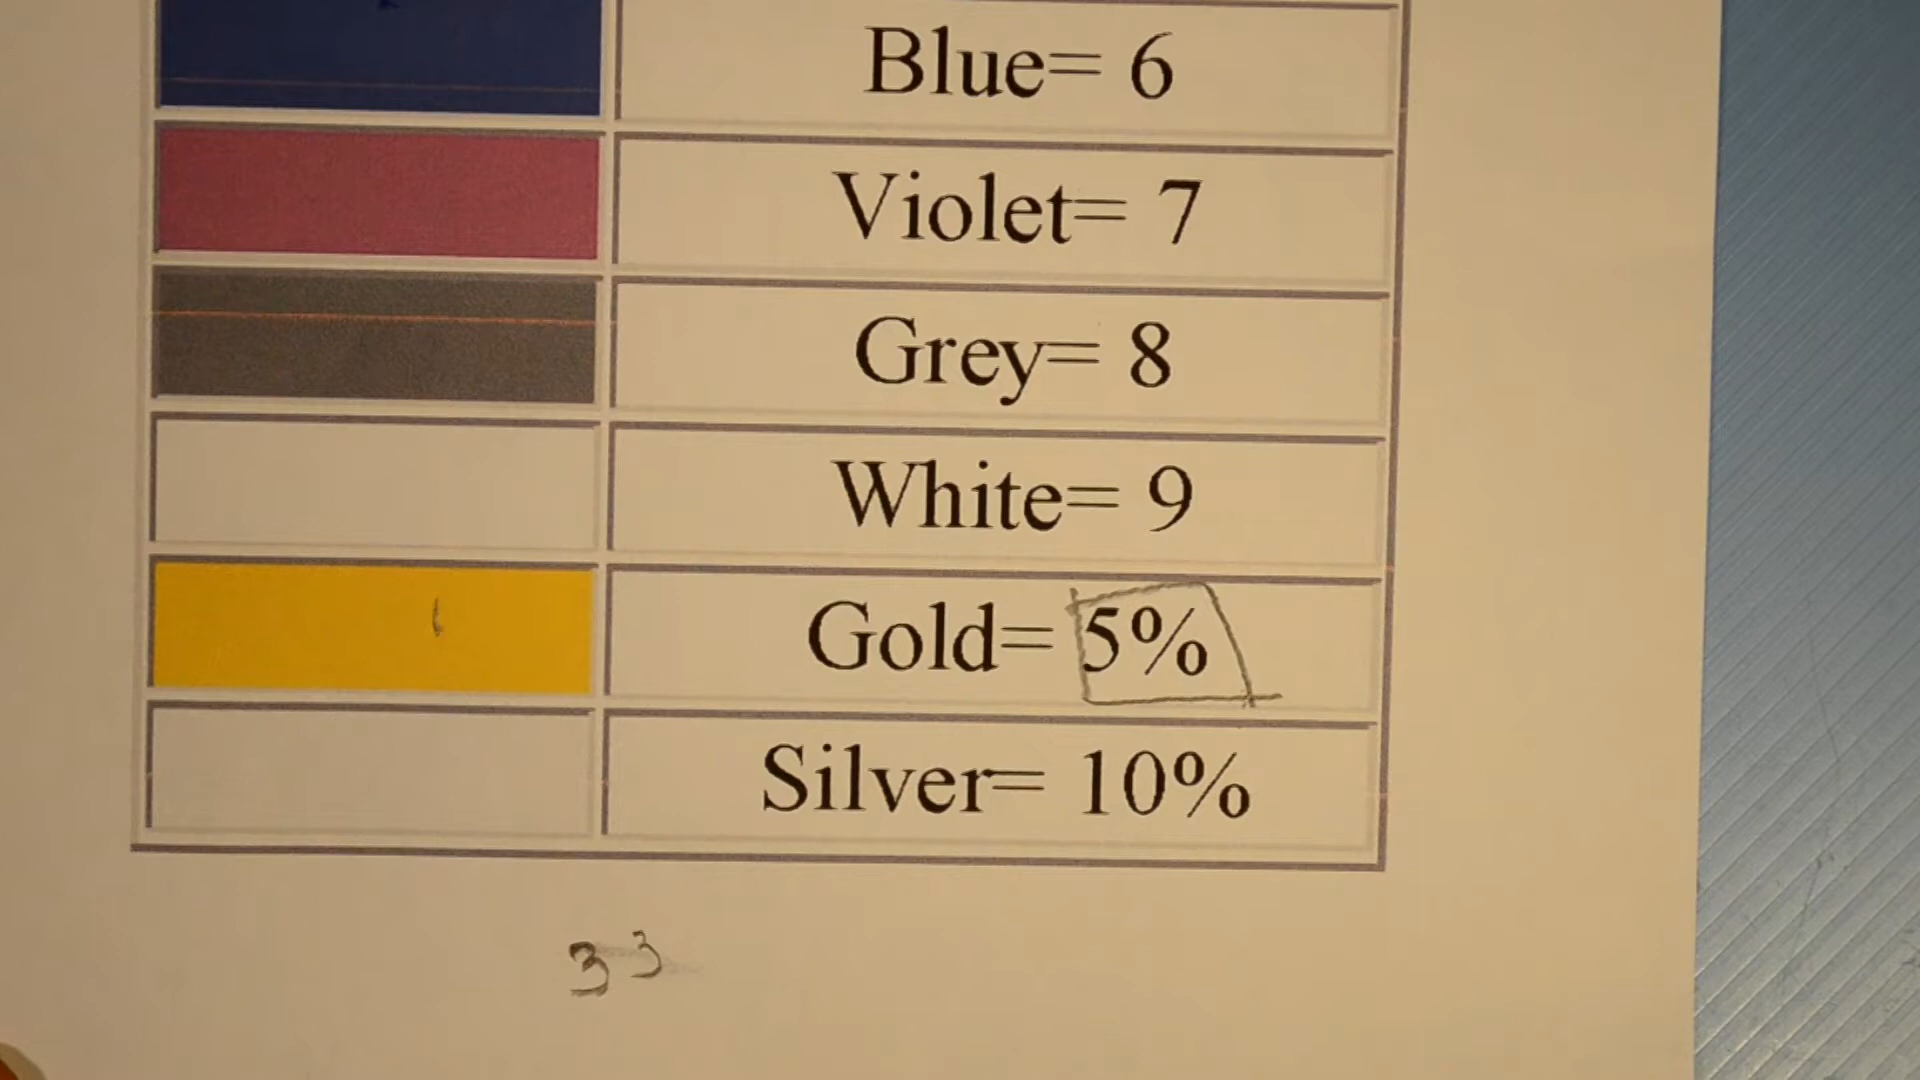 Blue= 6
Violet= 7
Grey= 8
White= 9
Gold= 5%
Silver= 10%
33